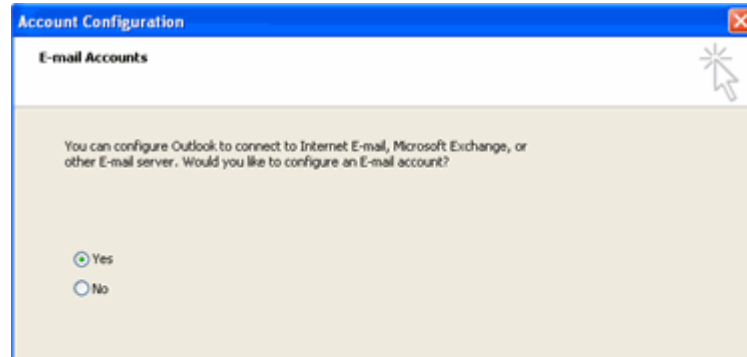 Account Configuration
E-mail Accounts
You can configure Outlook to connect to Internet E-mail, Microsoft Exchange, or
other E-mail server. Would you like to configure an E-mail account?
Yes
No